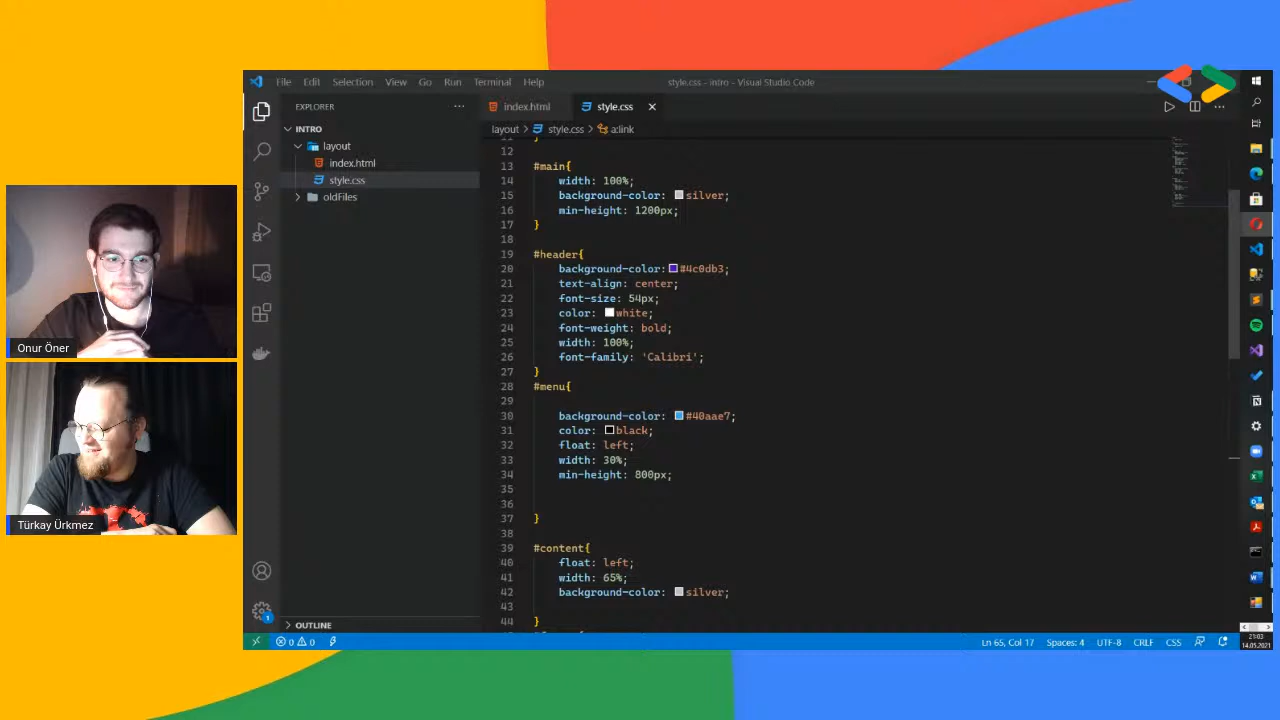 File Edit Selection View Go Run Terminal Help
style.css - intro - Visual Studio Code
EXPLORER
INTRO
layout
index.html
style.css
oldFiles
OUTLINE
index.html
style.css
layout > style.css > a:link
12
13 #main{
14 width: 100%;
15 background-color: silver;
16 min-height: 1200px;
17 }
18
19 #header{
20 background-color:#4c0db3;
21 text-align: center;
22 font-size: 54px;
23 color: white;
24 font-weight: bold;
25 width: 100%;
26 font-family: 'Calibri';
27 }
28 #menu{
29
30 background-color: #40aae7;
31 color: black;
32 float: left;
33 width: 30%;
34 min-height: 800px;
35
36
37 }
38
39 #content{
40 float: left;
41 width: 65%;
42 background-color: silver;
43
44 }
Onur Öner
Türkay Ürkmez
0 0
Ln 65, Col 17 Spaces: 4 UTF-8 CRLF CSS
21:03
14.05.2021